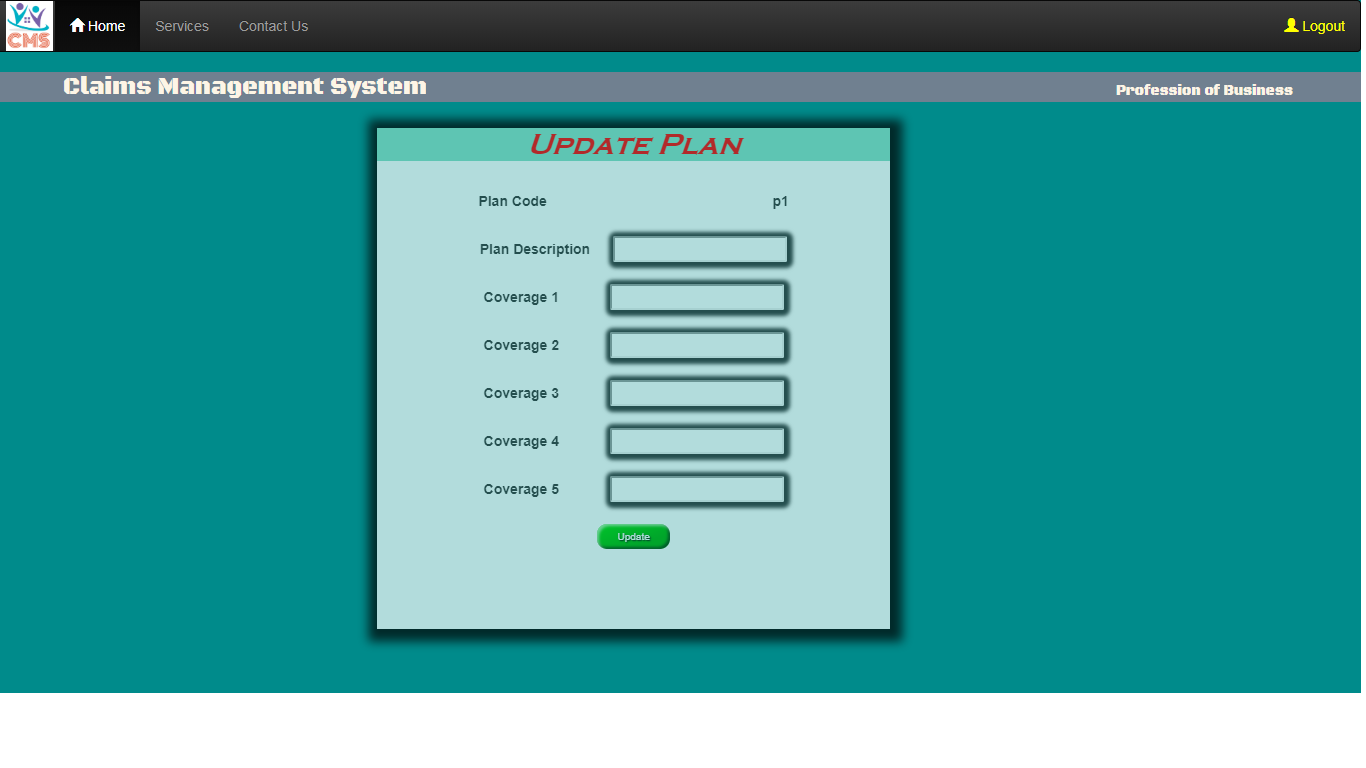 CMS
Home Services Contact Us Logout
Claims Management System
Profession of Business
Update Plan
Plan Code p1
Plan Description
Coverage 1
Coverage 2
Coverage 3
Coverage 4
Coverage 5
Update